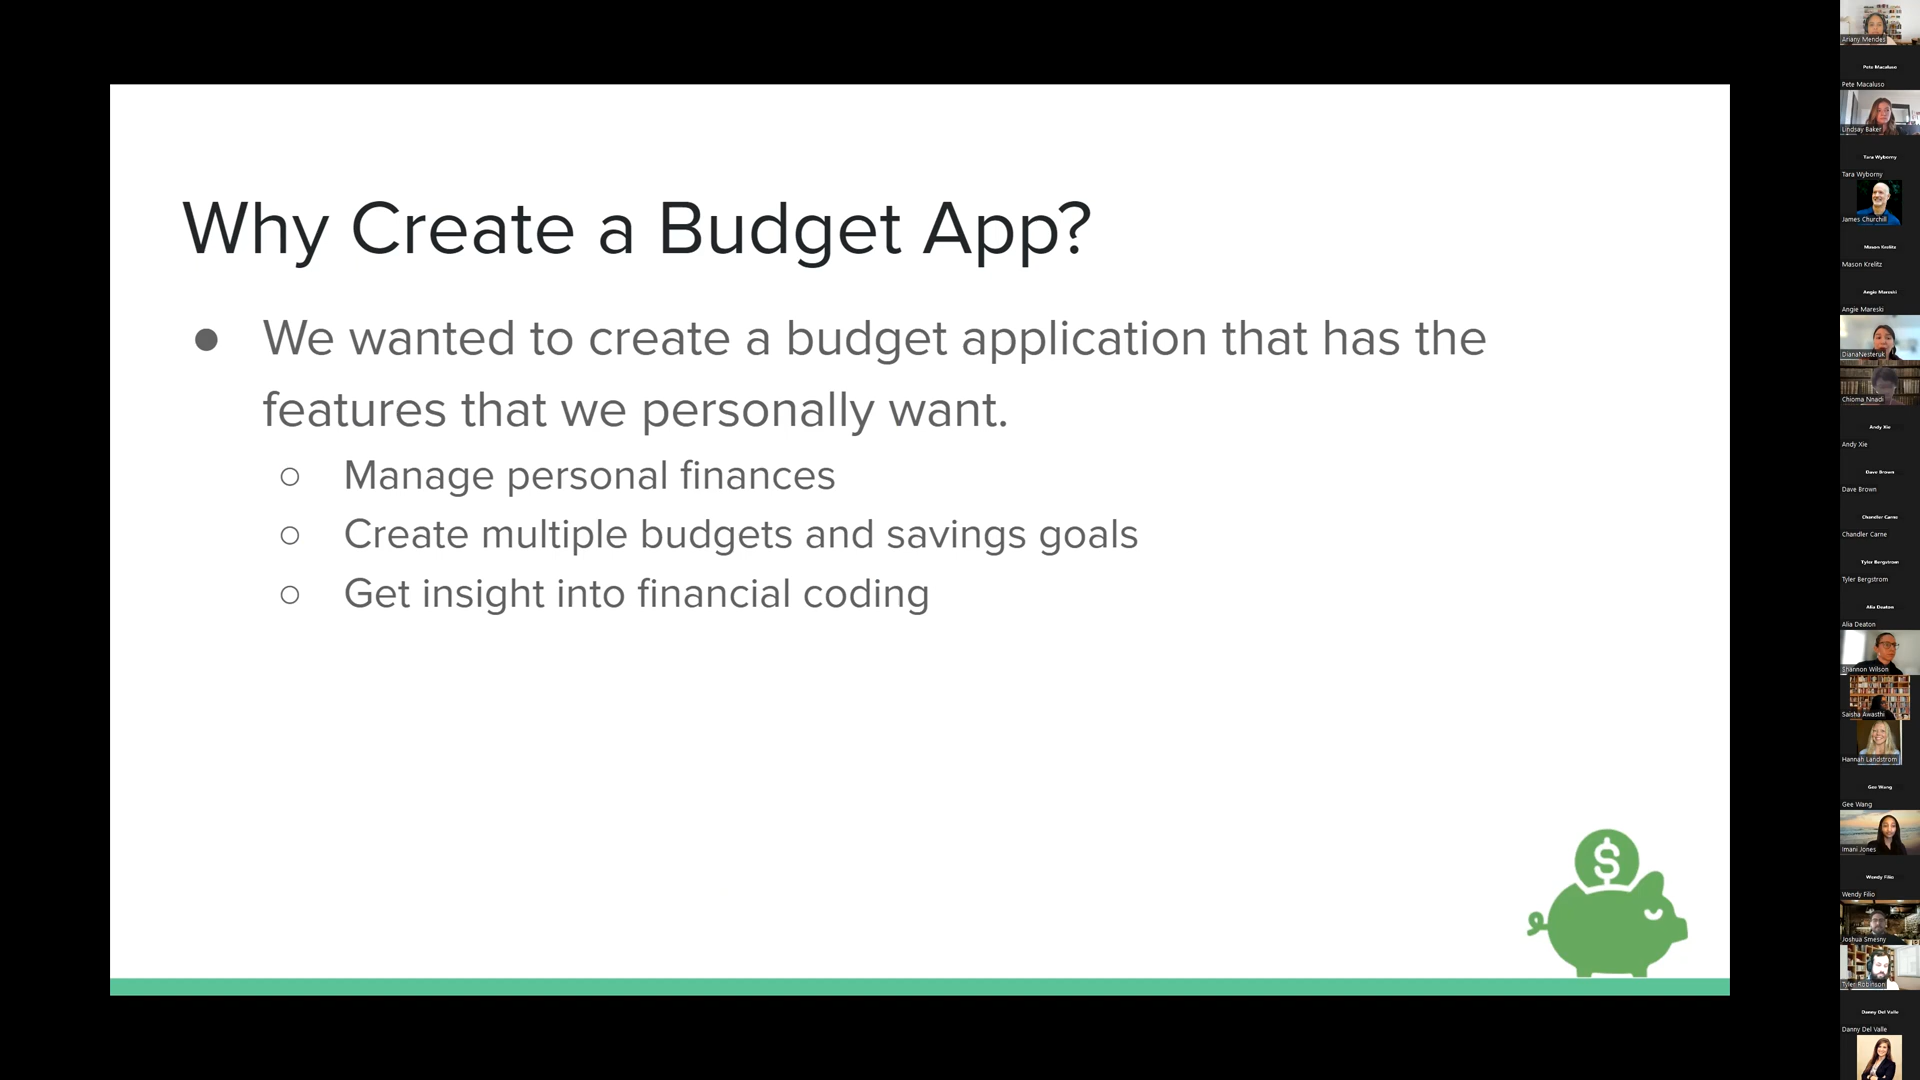 Why Create a Budget App?
● We wanted to create a budget application that has the
features that we personally want.
○ Manage personal finances
○ Create multiple budgets and savings goals
○ Get insight into financial coding
$
Ariany Mendes
Pete Macaluso
Pete Macaluso
Lindsay Baker
Tara Wyborny
Tara Wyborny
James Churchill
Mason Krelitz
Mason Krelitz
Angie Mareski
Angie Mareski
DianaNesteruk
Chioma Nnadi
Andy Xie
Andy Xie
Dave Brown
Dave Brown
Chandler Carne
Chandler Carne
Tyler Bergstrom
Tyler Bergstrom
Alia Deaton
Alia Deaton
Shannon Wilson
Saisha Awasthi
Hannah Landstrom
Gee Wang
Gee Wang
Imani Jones
Wendy Filio
Wendy Filio
Joshua Smesny
Tyler Robinson
Danny Del Valle
Danny Del Valle